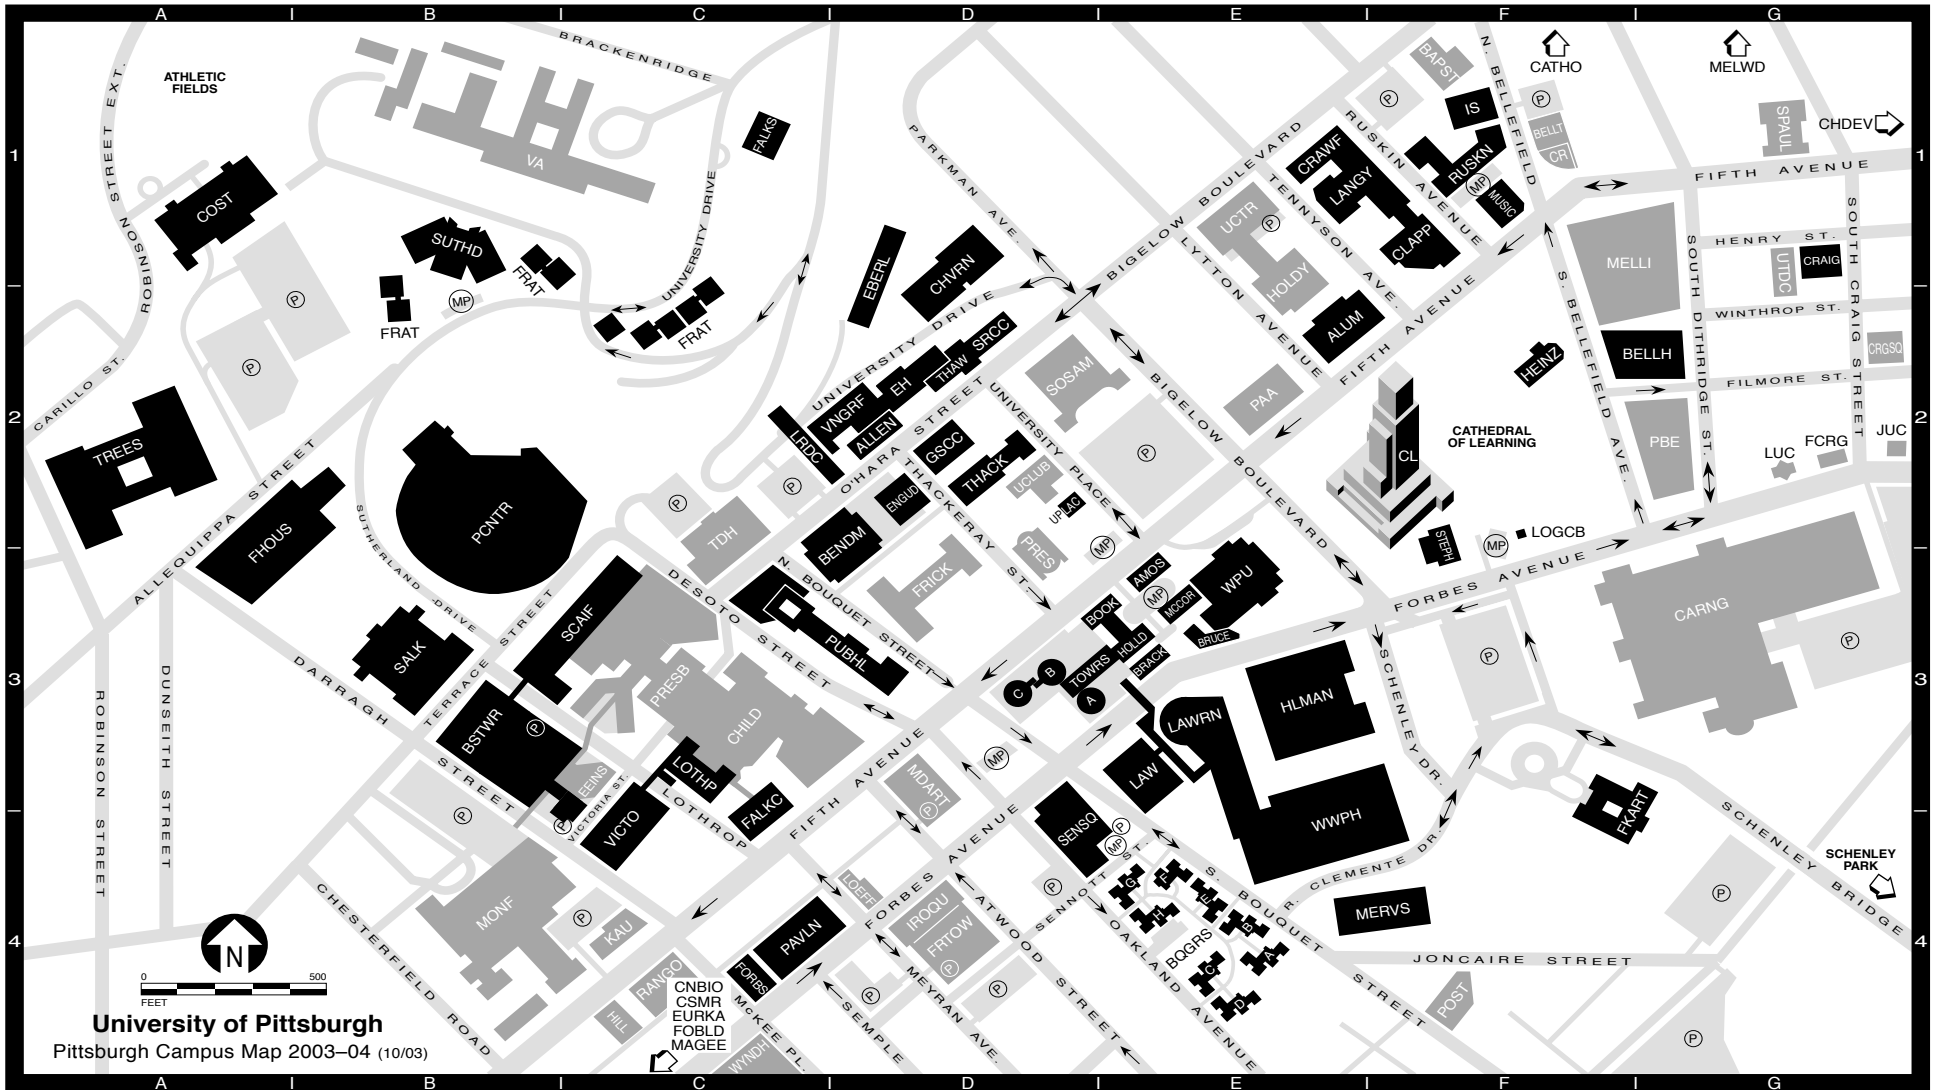 A I B I C I D I E I F I G
1
2
3
4
1
2
3
4
A I B I C I D I E I F I G
BRACKENRIDGE
ATHLETIC
FIELDS
ROBINSON STREET EXT.
VA
FALKS
COST
SUTHD
FRAT
FRAT
MP
FRAT
UNIVERSITY DRIVE
PARKMAN AVE.
EBERL
CHVRN
BIGELOW BOULEVARD
UNIVERSITY DRIVE
BAPST
N. BELLEFIELD
CATHO
MELWD
IS
P
P
BELLT
CR
SPAUL
CHDEV
CRAWF
RUSKIN AVENUE
RUSKN
MP
MUSIC
LANGY
CLAPP
TENNYSON AVE.
UCTR
P
HOLDY
LYTTON AVENUE
ALUM
FIFTH AVENUE
FIFTH AVENUE
HENRY ST.
MELLI
SOUTH DITHRIDGE ST.
SOUTH CRAIG STREET
UTDC
CRAIG
WINTHROP ST.
S. BELLEFIELD AVE.
BELLH
CRGSQ
FILMORE ST.
HEINZ
PBE
LUC
FCRG
JUC
P
P
CARILLO ST.
TREES
ALLEQUIPPA STREET
FHOUS
PCNTR
SUTHERLAND DRIVE
LRDC
VNGRF
ALLEN
EH
THAW
SRCC
O'HARA STREET
UNIVERSITY PLACE
GSCC
THACK
ENGUD
THACKERAY ST.
UCLUB
UPLAC
PRES
MP
SOSAM
P
BIGELOW BOULEVARD
PAA
CL
CATHEDRAL
OF LEARNING
STEPH
MP
LOGCB
FORBES AVENUE
CARNG
P
P
P
TDH
BENDM
FRICK
N. BOUQUET STREET
DESOTO STREET
PUBHL
SCAIF
SALK
TERRACE STREET
DARRAGH STREET
DUNSEITH STREET
ROBINSON STREET
BSTWR
P
PRESB
CHILD
EEINS
VICTORIA ST.
P
VICTO
LOTHP
LOTHROP
FALKC
FIFTH AVENUE
MDART
P
MP
AMOS
MP
BOOK
MCCOR
WPU
HOLLD
BRUCE
BRACK
TOWRS
A
B
C
LAWRN
LAW
HLMAN
WWPH
SCHENLEY DR.
P
FKART
SCHENLEY BRIDGE
SCHENLEY
PARK
P
SENSQ
P
MP
SENNOTT ST.
P
S. BOUQUET STREET
R. CLEMENTE DR.
MERVS
JONCAIRE STREET
POST
P
BQGRS
A
B
C
D
E
F
G
H
OAKLAND AVENUE
ATWOOD STREET
FORBES AVENUE
LOEFF
IROQU
FRTOW
P
P
P
MEYRAN AVE.
SEMPLE
PAVLN
FORBS
McKEE PL.
WYNDH
P
MONF
P
KAU
RANGO
HILL
CHESTERFIELD ROAD
CNBIO
CSMR
EURKA
FOBLD
MAGEE
N
0 500
FEET
University of Pittsburgh
Pittsburgh Campus Map 2003–04 (10/03)